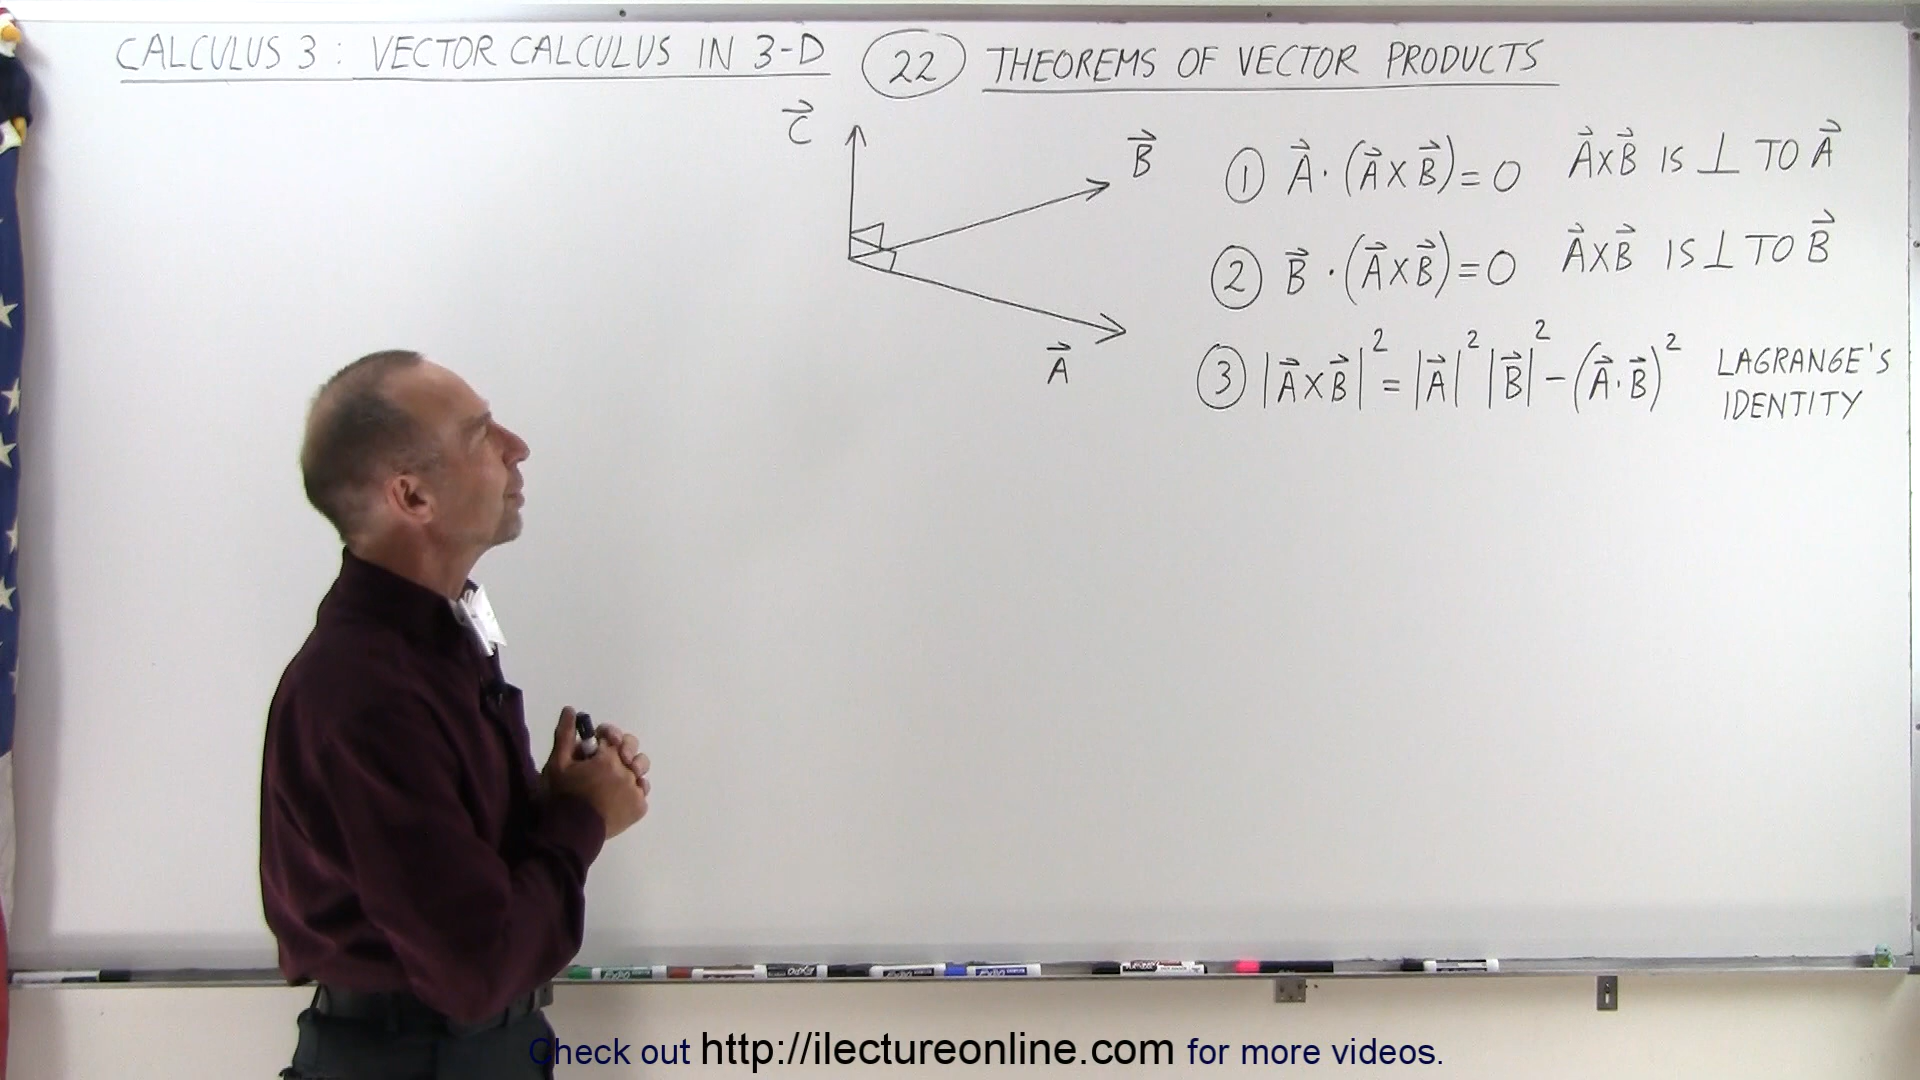 CALCULUS 3: VECTOR CALCULUS IN 3-D 22 THEOREMS OF VECTOR PRODUCTS
C⃗
B⃗
A⃗
① A⃗·(A⃗×B⃗)=0 A⃗×B⃗ IS ⊥ TO A⃗
② B⃗·(A⃗×B⃗)=0 A⃗×B⃗ IS ⊥ TO B⃗
③ |A⃗×B⃗|²=|A⃗|²|B⃗|²-(A⃗·B⃗)² LAGRANGE'S
IDENTITY
EXPO
Check out http://ilectureonline.com for more videos.